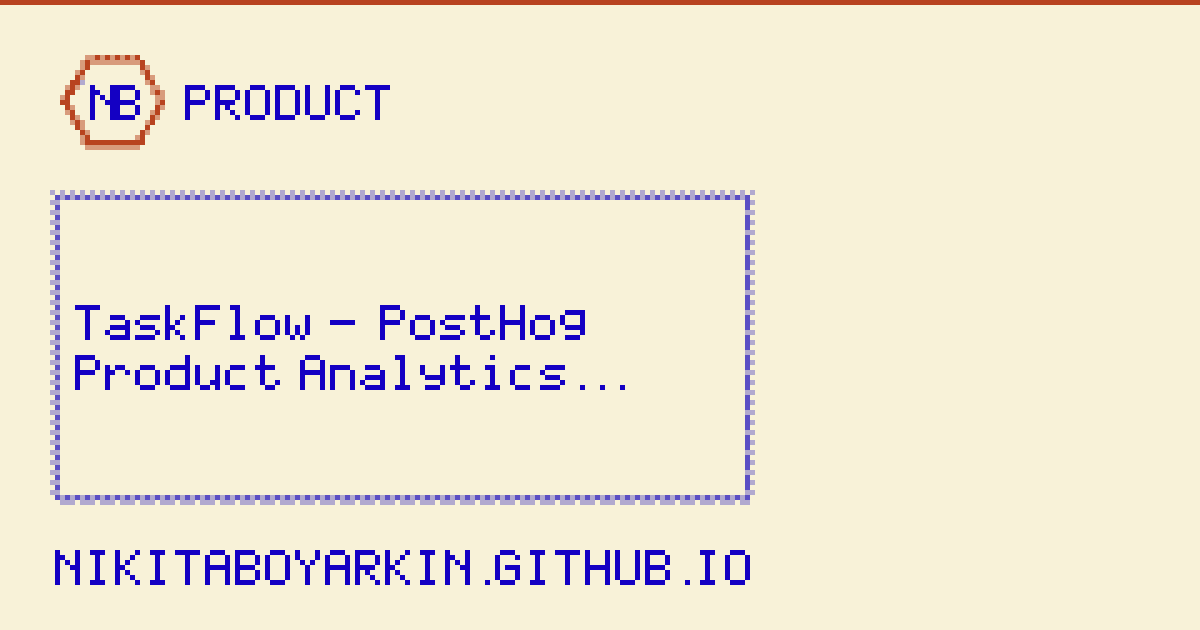 NB PRODUCT
TaskFlow – PostHog
Product Analytics...
NIKITABOYARKIN.GITHUB.IO